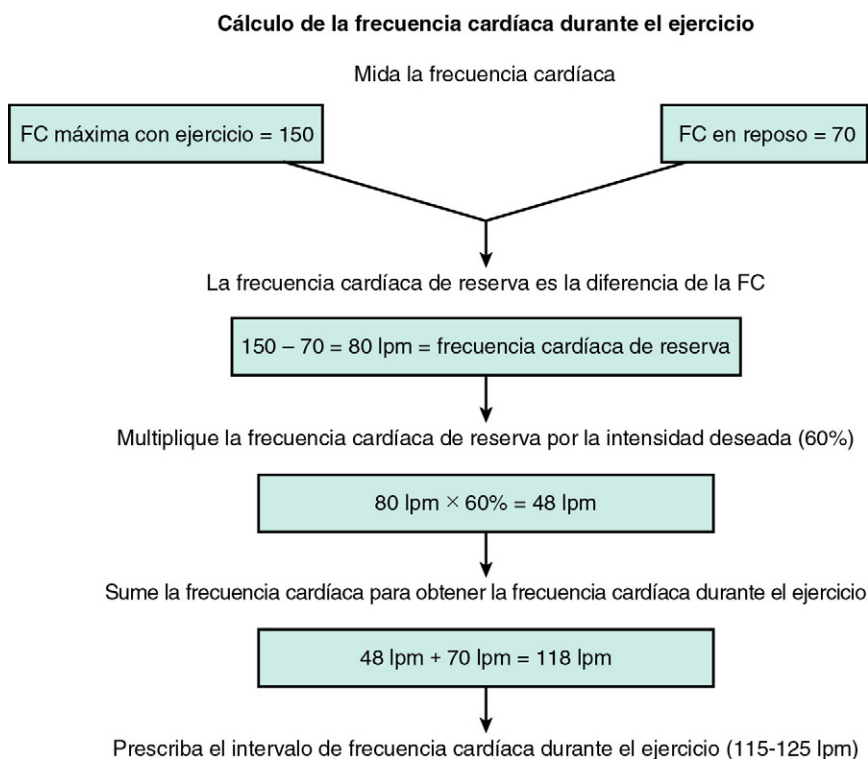 Cálculo de la frecuencia cardíaca durante el ejercicio
Mida la frecuencia cardíaca
FC máxima con ejercicio = 150
FC en reposo = 70
La frecuencia cardíaca de reserva es la diferencia de la FC
150 – 70 = 80 lpm = frecuencia cardíaca de reserva
Multiplique la frecuencia cardíaca de reserva por la intensidad deseada (60%)
80 lpm × 60% = 48 lpm
Sume la frecuencia cardíaca para obtener la frecuencia cardíaca durante el ejercicio
48 lpm + 70 lpm = 118 lpm
Prescriba el intervalo de frecuencia cardíaca durante el ejercicio (115-125 lpm)